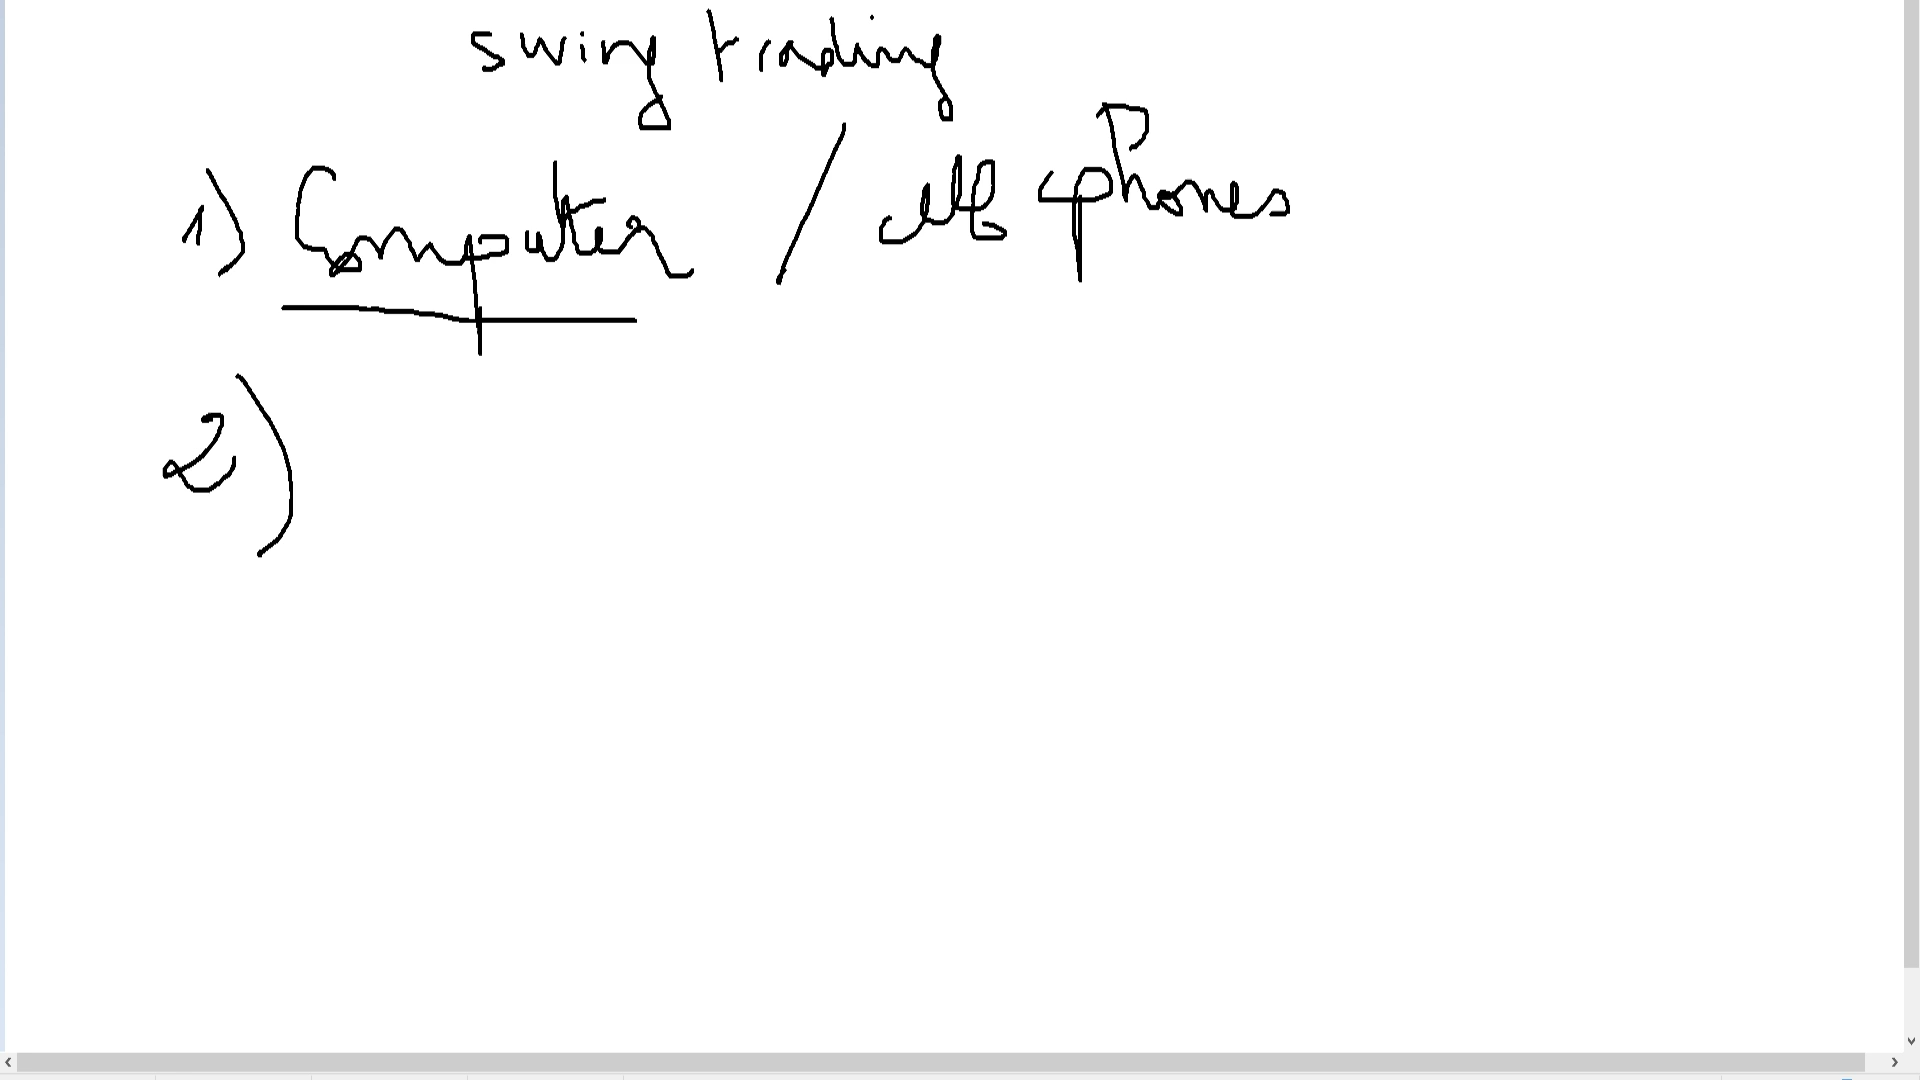 swing trading
1) Computer / Phones
2)